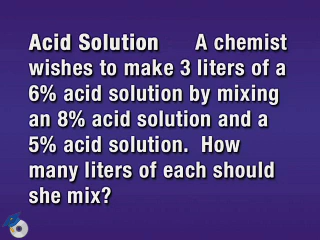 Acid Solution A chemist
wishes to make 3 liters of a
6% acid solution by mixing
an 8% acid solution and a
5% acid solution. How
many liters of each should
she mix?